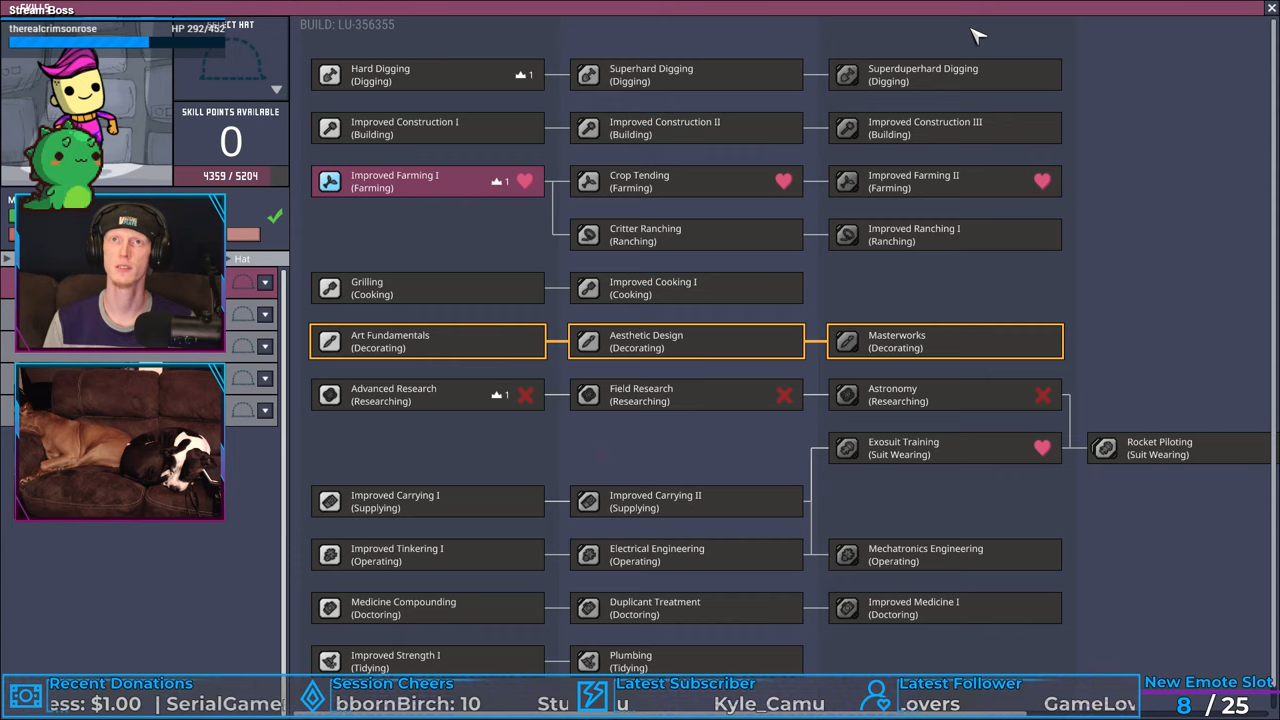 Stream Boss
therealcrimsonrose
HP 292/452
SELECT HAT
SKILL POINTS AVAILABLE
0
4359 / 5204
Hat
BUILD: LU-356355
Hard Digging
(Digging)
1
Superhard Digging
(Digging)
Superduperhard Digging
(Digging)
Improved Construction I
(Building)
Improved Construction II
(Building)
Improved Construction III
(Building)
Improved Farming I
(Farming)
1
Crop Tending
(Farming)
Improved Farming II
(Farming)
Critter Ranching
(Ranching)
Improved Ranching I
(Ranching)
Grilling
(Cooking)
Improved Cooking I
(Cooking)
Art Fundamentals
(Decorating)
Aesthetic Design
(Decorating)
Masterworks
(Decorating)
Advanced Research
(Researching)
1
Field Research
(Researching)
Astronomy
(Researching)
Exosuit Training
(Suit Wearing)
Rocket Piloting
(Suit Wearing)
Improved Carrying I
(Supplying)
Improved Carrying II
(Supplying)
Improved Tinkering I
(Operating)
Electrical Engineering
(Operating)
Mechatronics Engineering
(Operating)
Medicine Compounding
(Doctoring)
Duplicant Treatment
(Doctoring)
Improved Medicine I
(Doctoring)
Improved Strength I
(Tidying)
Plumbing
(Tidying)
Recent Donations
ess: $1.00 | SerialGame
Session Cheers
bbornBirch: 10 Stu
Latest Subscriber
u Kyle_Camu
Latest Follower
Lovers GameLov
New Emote Slot
8 / 25